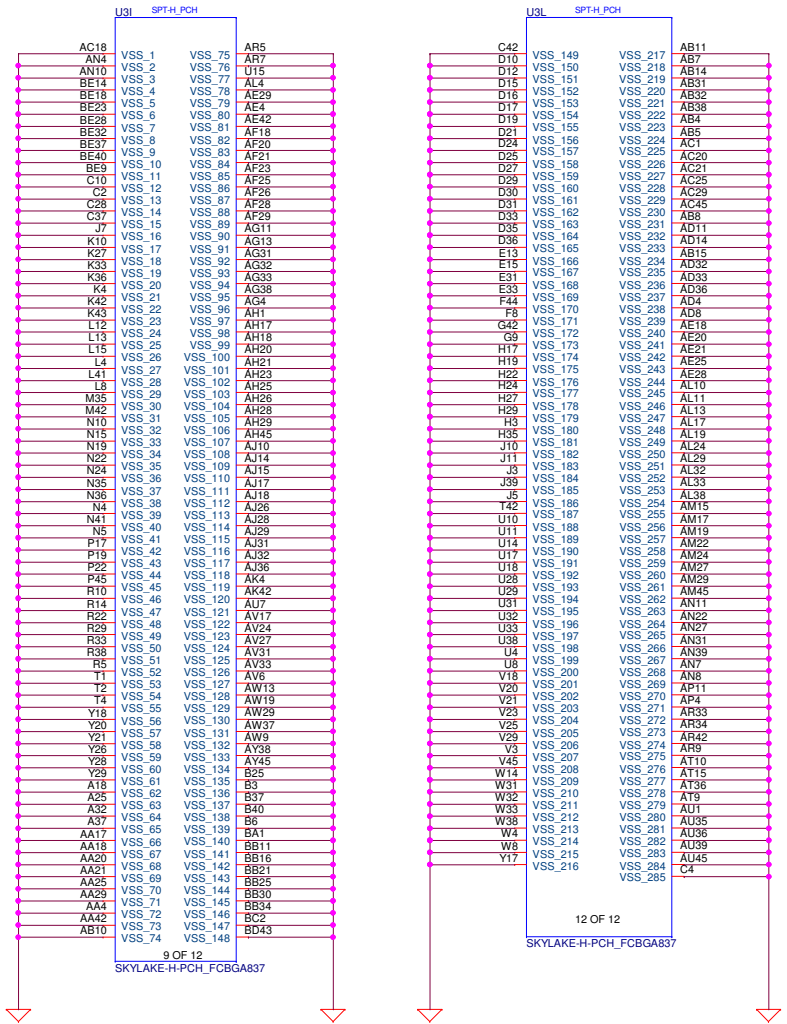 U3I SPT-H_PCH
AC18 VSS_1 VSS_75 AR5
AN4 VSS_2 VSS_76 AR7
AN10 VSS_3 VSS_77 U15
BE14 VSS_4 VSS_78 AL4
BE18 VSS_5 VSS_79 AE29
BE23 VSS_6 VSS_80 AE4
BE28 VSS_7 VSS_81 AE42
BE32 VSS_8 VSS_82 AF18
BE37 VSS_9 VSS_83 AF20
BE40 VSS_10 VSS_84 AF21
BE9 VSS_11 VSS_85 AF23
C10 VSS_12 VSS_86 AF25
C2 VSS_13 VSS_87 AF26
C28 VSS_14 VSS_88 AF28
C37 VSS_15 VSS_89 AF29
J7 VSS_16 VSS_90 AG11
K10 VSS_17 VSS_91 AG13
K27 VSS_18 VSS_92 AG31
K33 VSS_19 VSS_93 AG32
K36 VSS_20 VSS_94 AG33
K4 VSS_21 VSS_95 AG38
K42 VSS_22 VSS_96 AG4
K43 VSS_23 VSS_97 AH1
L12 VSS_24 VSS_98 AH17
L13 VSS_25 VSS_99 AH18
L15 VSS_26 VSS_100 AH20
L4 VSS_27 VSS_101 AH21
L41 VSS_28 VSS_102 AH23
L8 VSS_29 VSS_103 AH25
M35 VSS_30 VSS_104 AH26
M42 VSS_31 VSS_105 AH28
N10 VSS_32 VSS_106 AH29
N15 VSS_33 VSS_107 AH45
N19 VSS_34 VSS_108 AJ10
N22 VSS_35 VSS_109 AJ14
N24 VSS_36 VSS_110 AJ15
N35 VSS_37 VSS_111 AJ17
N36 VSS_38 VSS_112 AJ18
N4 VSS_39 VSS_113 AJ26
N41 VSS_40 VSS_114 AJ28
N5 VSS_41 VSS_115 AJ29
P17 VSS_42 VSS_116 AJ31
P19 VSS_43 VSS_117 AJ32
P22 VSS_44 VSS_118 AJ36
P45 VSS_45 VSS_119 AK4
R10 VSS_46 VSS_120 AK42
R14 VSS_47 VSS_121 AU7
R22 VSS_48 VSS_122 AV17
R29 VSS_49 VSS_123 AV24
R33 VSS_50 VSS_124 AV27
R38 VSS_51 VSS_125 AV31
R5 VSS_52 VSS_126 AV33
T1 VSS_53 VSS_127 AV6
T2 VSS_54 VSS_128 AW13
T4 VSS_55 VSS_129 AW19
Y18 VSS_56 VSS_130 AW29
Y20 VSS_57 VSS_131 AW37
Y21 VSS_58 VSS_132 AW9
Y26 VSS_59 VSS_133 AY38
Y28 VSS_60 VSS_134 AY45
Y29 VSS_61 VSS_135 B25
A18 VSS_62 VSS_136 B3
A25 VSS_63 VSS_137 B37
A32 VSS_64 VSS_138 B40
A37 VSS_65 VSS_139 B6
AA17 VSS_66 VSS_140 BA1
AA18 VSS_67 VSS_141 BB11
AA20 VSS_68 VSS_142 BB16
AA21 VSS_69 VSS_143 BB21
AA25 VSS_70 VSS_144 BB25
AA29 VSS_71 VSS_145 BB30
AA4 VSS_72 VSS_146 BB34
AA42 VSS_73 VSS_147 BC2
AB10 VSS_74 VSS_148 BD43
9 OF 12
SKYLAKE-H-PCH_FCBGA837
U3L SPT-H_PCH
C42 VSS_149 VSS_217 AB11
D10 VSS_150 VSS_218 AB7
D12 VSS_151 VSS_219 AB14
D15 VSS_152 VSS_220 AB31
D16 VSS_153 VSS_221 AB32
D17 VSS_154 VSS_222 AB38
D19 VSS_155 VSS_223 AB4
D21 VSS_156 VSS_224 AB5
D24 VSS_157 VSS_225 AC1
D25 VSS_158 VSS_226 AC20
D27 VSS_159 VSS_227 AC21
D29 VSS_160 VSS_228 AC25
D30 VSS_161 VSS_229 AC29
D31 VSS_162 VSS_230 AC45
D33 VSS_163 VSS_231 AB8
D35 VSS_164 VSS_232 AD11
D36 VSS_165 VSS_233 AD14
E13 VSS_166 VSS_234 AB15
E15 VSS_167 VSS_235 AD32
E31 VSS_168 VSS_236 AD33
E33 VSS_169 VSS_237 AD36
F44 VSS_170 VSS_238 AD4
F8 VSS_171 VSS_239 AD8
G42 VSS_172 VSS_240 AE18
G9 VSS_173 VSS_241 AE20
H17 VSS_174 VSS_242 AE21
H19 VSS_175 VSS_243 AE25
H22 VSS_176 VSS_244 AE28
H24 VSS_177 VSS_245 AL10
H27 VSS_178 VSS_246 AL11
H29 VSS_179 VSS_247 AL13
H3 VSS_180 VSS_248 AL17
H35 VSS_181 VSS_249 AL19
J10 VSS_182 VSS_250 AL24
J11 VSS_183 VSS_251 AL29
J3 VSS_184 VSS_252 AL32
J39 VSS_185 VSS_253 AL33
J5 VSS_186 VSS_254 AL38
T42 VSS_187 VSS_255 AM15
U10 VSS_188 VSS_256 AM17
U11 VSS_189 VSS_257 AM19
U14 VSS_190 VSS_258 AM22
U17 VSS_191 VSS_259 AM24
U18 VSS_192 VSS_260 AM27
U28 VSS_193 VSS_261 AM29
U29 VSS_194 VSS_262 AM45
U31 VSS_195 VSS_263 AN11
U32 VSS_196 VSS_264 AN22
U33 VSS_197 VSS_265 AN27
U38 VSS_198 VSS_266 AN31
U4 VSS_199 VSS_267 AN39
U8 VSS_200 VSS_268 AN7
V18 VSS_201 VSS_269 AN8
V20 VSS_202 VSS_270 AP11
V21 VSS_203 VSS_271 AP4
V23 VSS_204 VSS_272 AR33
V25 VSS_205 VSS_273 AR34
V29 VSS_206 VSS_274 AR42
V3 VSS_207 VSS_275 AR9
V45 VSS_208 VSS_276 AT10
W14 VSS_209 VSS_277 AT15
W31 VSS_210 VSS_278 AT36
W32 VSS_211 VSS_279 AT9
W33 VSS_212 VSS_280 AU1
W38 VSS_213 VSS_281 AU35
W4 VSS_214 VSS_282 AU36
W8 VSS_215 VSS_283 AU39
Y17 VSS_216 VSS_284 AU45
VSS_285 C4
12 OF 12
SKYLAKE-H-PCH_FCBGA837